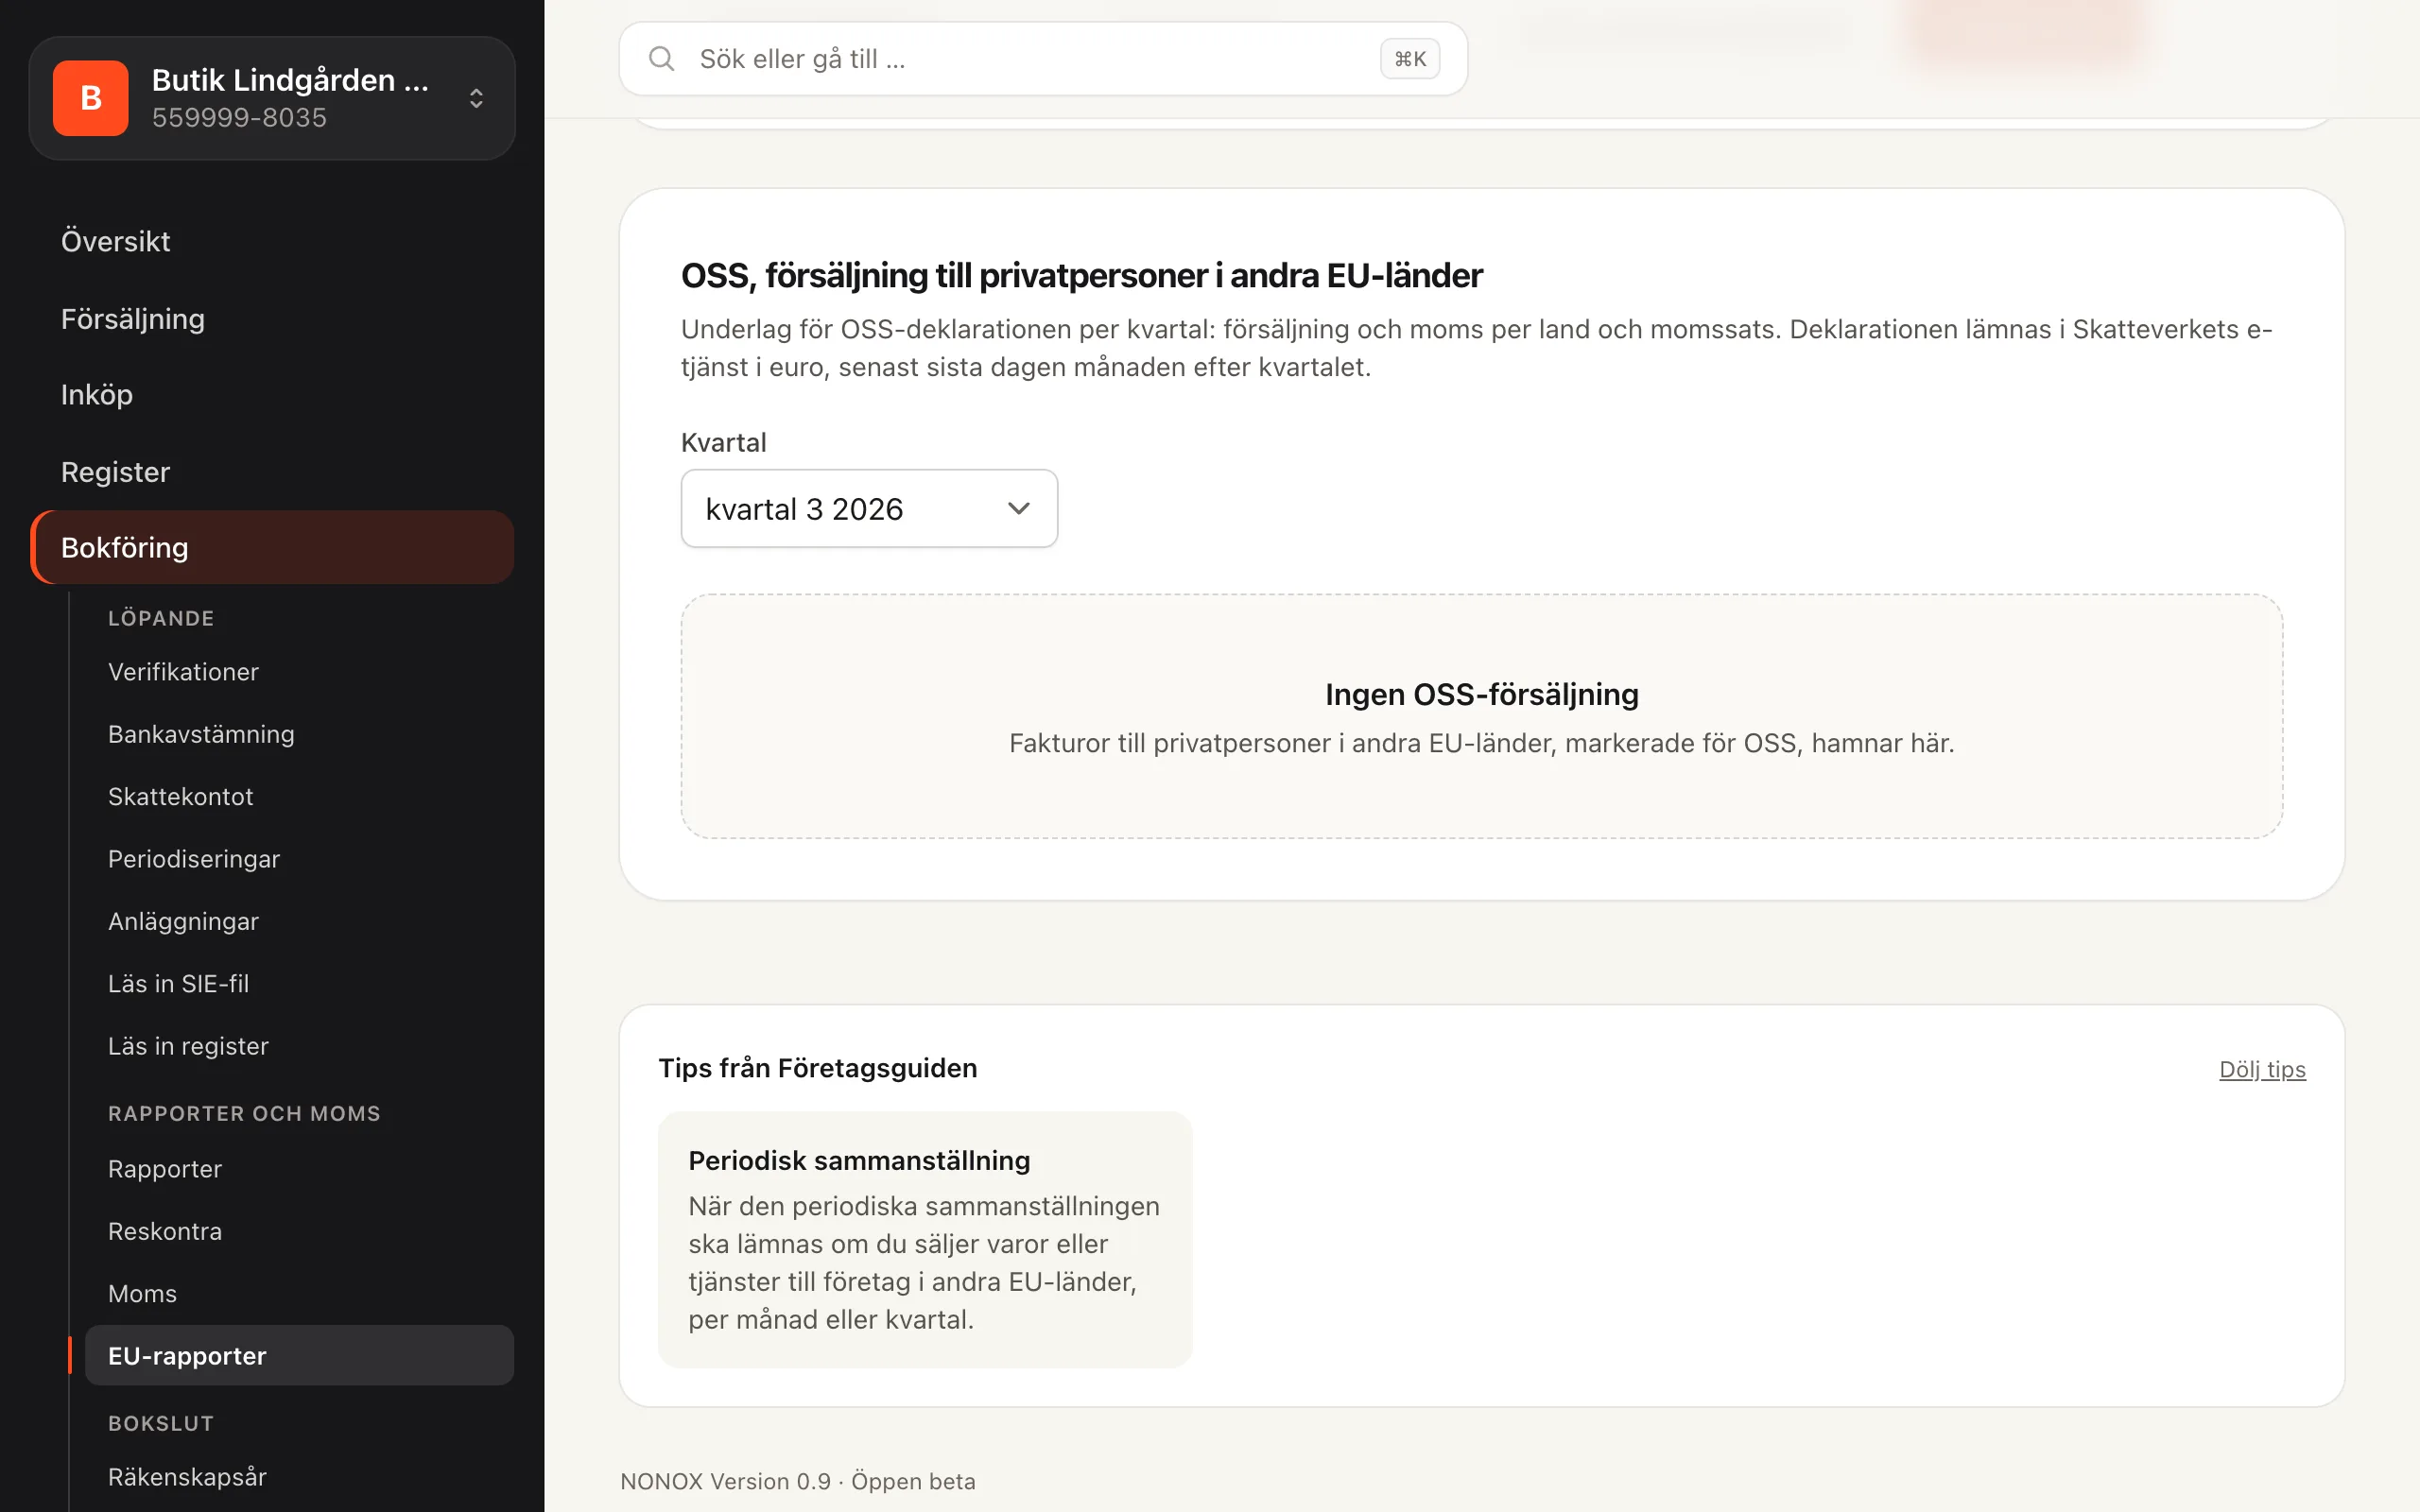 B
Butik Lindgården ...
559999-8035
Översikt
Försäljning
Inköp
Register
Bokföring
LÖPANDE
Verifikationer
Bankavstämning
Skattekontot
Periodiseringar
Anläggningar
Läs in SIE-fil
Läs in register
RAPPORTER OCH MOMS
Rapporter
Reskontra
Moms
EU-rapporter
BOKSLUT
Räkenskapsår
Sök eller gå till ...
⌘K
OSS, försäljning till privatpersoner i andra EU-länder
Underlag för OSS-deklarationen per kvartal: försäljning och moms per land och momssats. Deklarationen lämnas i Skatteverkets e-
tjänst i euro, senast sista dagen månaden efter kvartalet.
Kvartal
kvartal 3 2026
Ingen OSS-försäljning
Fakturor till privatpersoner i andra EU-länder, markerade för OSS, hamnar här.
Tips från Företagsguiden
Dölj tips
Periodisk sammanställning
När den periodiska sammanställningen
ska lämnas om du säljer varor eller
tjänster till företag i andra EU-länder,
per månad eller kvartal.
NONOX Version 0.9 · Öppen beta